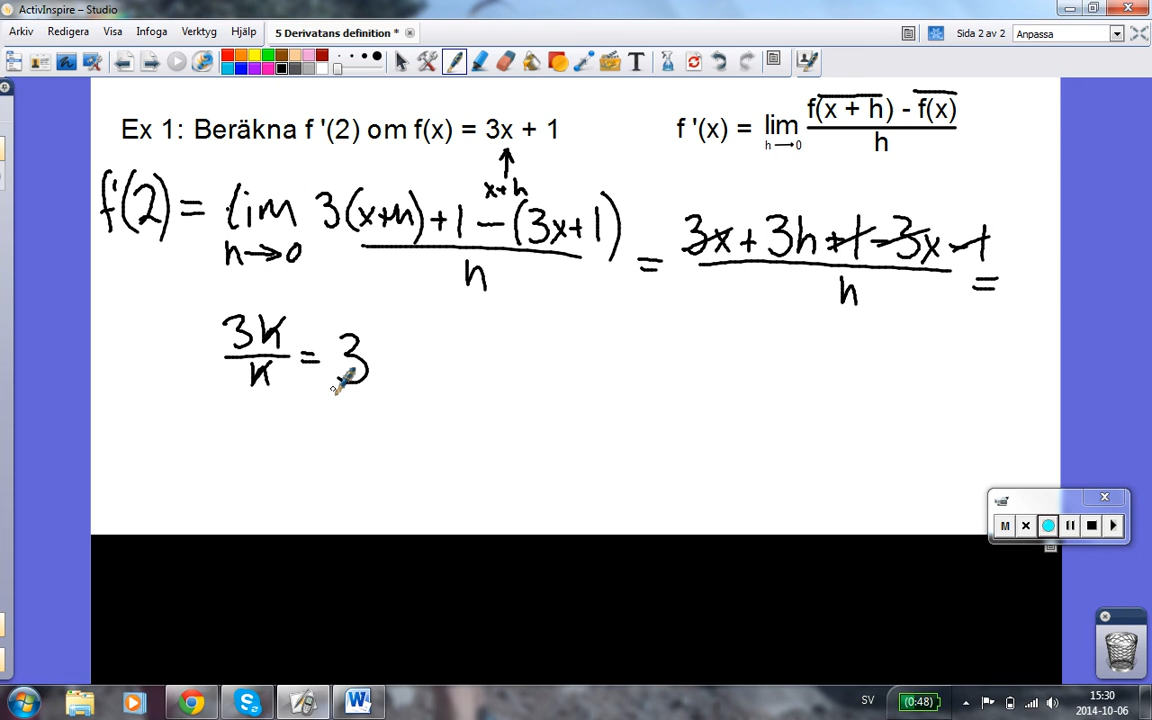 ActivInspire – Studio
Arkiv Redigera Visa Infoga Verktyg Hjälp 5 Derivatans definition * Sida 2 av 2 Anpassa
Ex 1: Beräkna f '(2) om f(x) = 3x + 1
f '(x) = lim h→0 f(x + h) - f(x) / h
x+h
f'(2) = lim h→0 3(x+h)+1 – (3x+1) / h = 3x + 3h + 1 – 3x – 1 / h =
3h / h = 3
M
SV (0:48) 15:30
2014-10-06